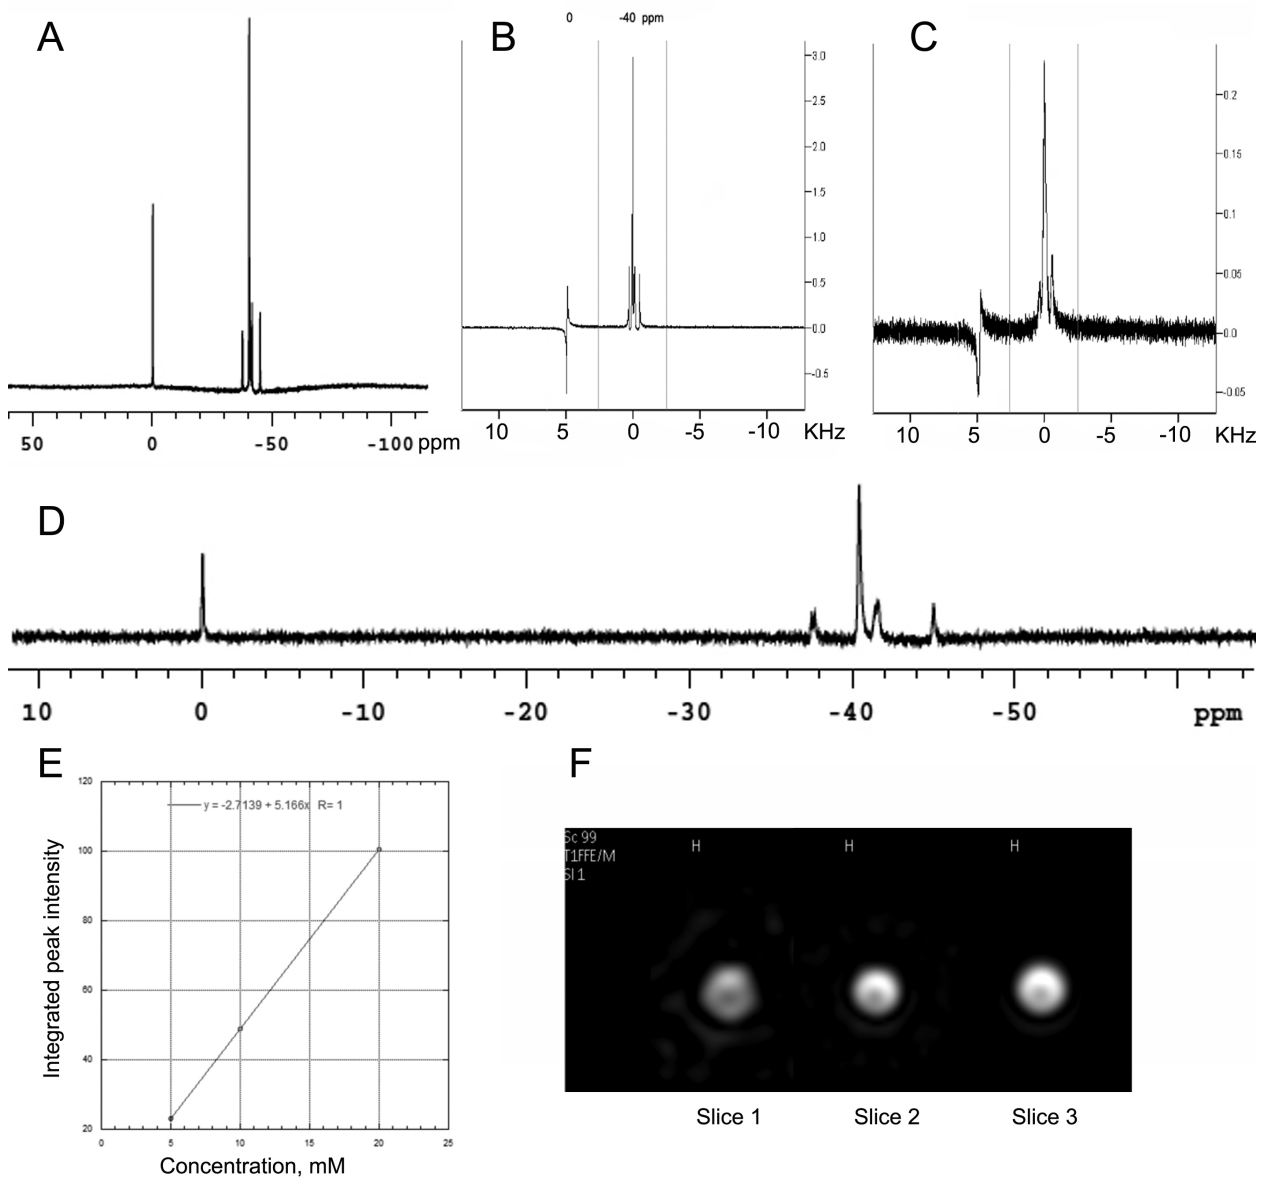 A
50 0 -50 -100 ppm
B
0 -40 ppm
3.0
2.5
2.0
1.5
1.0
0.5
0.0
-0.5
10 5 0 -5 -10 KHz
C
0.2
0.15
0.1
0.05
0.0
-0.05
10 5 0 -5 -10 KHz
D
10 0 -10 -20 -30 -40 -50 ppm
E
Integrated peak intensity
120
100
80
60
40
20
y = -2.7139 + 5.166x R= 1
0 5 10 15 20 25
Concentration, mM
F
Sc 99
T1FFE/M
Sl 1
H H H
Slice 1 Slice 2 Slice 3